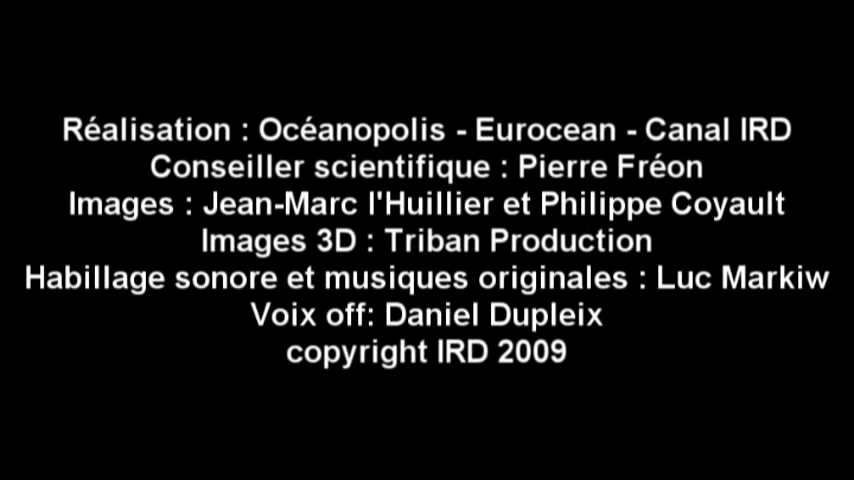 Réalisation : Océanopolis - Eurocean - Canal IRD
Conseiller scientifique : Pierre Fréon
Images : Jean-Marc l'Huillier et Philippe Coyault
Images 3D : Triban Production
Habillage sonore et musiques originales : Luc Markiw
Voix off: Daniel Dupleix
copyright IRD 2009